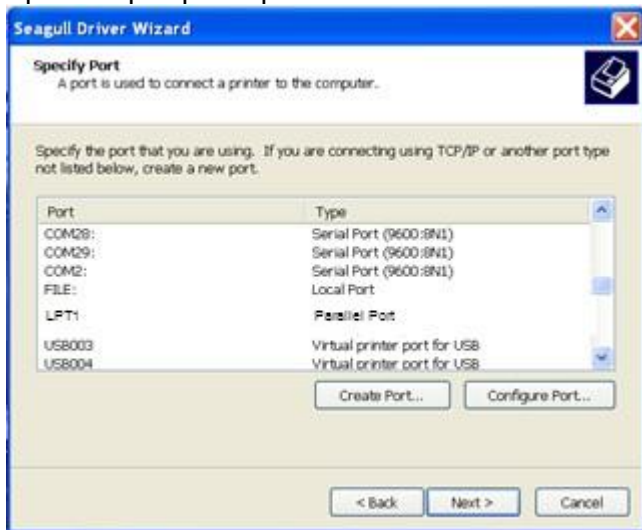 Seagull Driver Wizard
Specify Port
A port is used to connect a printer to the computer.
Specify the port that you are using. If you are connecting using TCP/IP or another port type
not listed below, create a new port.
Port Type
COM28: Serial Port (9600:8N1)
COM29: Serial Port (9600:8N1)
COM2: Serial Port (9600:8N1)
FILE: Local Port
LPT1 Parallel Port
USB003 Virtual printer port for USB
USB004 Virtual printer port for USB
Create Port... Configure Port...
< Back Next > Cancel